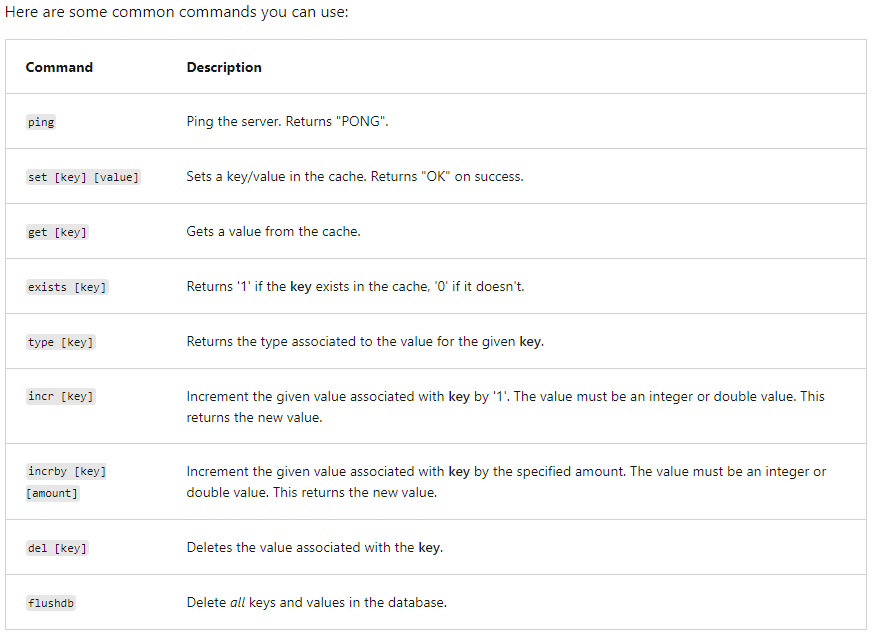 Here are some common commands you can use:
Command Description
ping Ping the server. Returns "PONG".
set [key] [value] Sets a key/value in the cache. Returns "OK" on success.
get [key] Gets a value from the cache.
exists [key] Returns '1' if the key exists in the cache, '0' if it doesn't.
type [key] Returns the type associated to the value for the given key.
incr [key] Increment the given value associated with key by '1'. The value must be an integer or double value. This
returns the new value.
incrby [key] Increment the given value associated with key by the specified amount. The value must be an integer or
[amount] double value. This returns the new value.
del [key] Deletes the value associated with the key.
flushdb Delete all keys and values in the database.